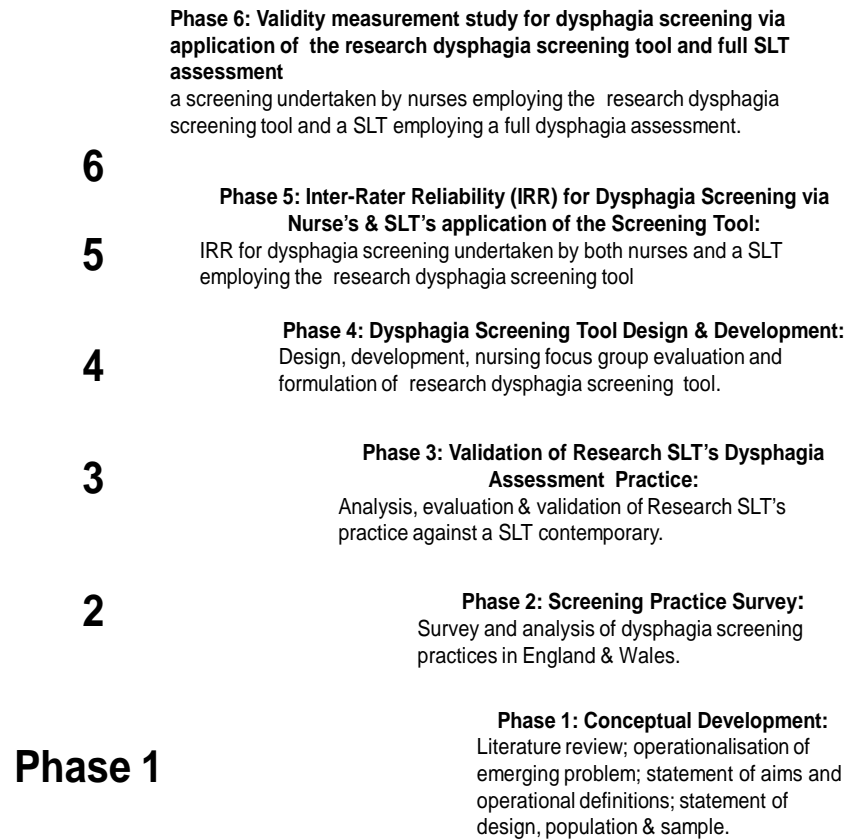 Phase 6: Validity measurement study for dysphagia screening via
application of the research dysphagia screening tool and full SLT
assessment
a screening undertaken by nurses employing the research dysphagia
screening tool and a SLT employing a full dysphagia assessment.
6
Phase 5: Inter-Rater Reliability (IRR) for Dysphagia Screening via
Nurse's & SLT's application of the Screening Tool:
5
IRR for dysphagia screening undertaken by both nurses and a SLT
employing the research dysphagia screening tool
Phase 4: Dysphagia Screening Tool Design & Development:
4
Design, development, nursing focus group evaluation and
formulation of research dysphagia screening tool.
Phase 3: Validation of Research SLT's Dysphagia
Assessment Practice:
3
Analysis, evaluation & validation of Research SLT's
practice against a SLT contemporary.
2
Phase 2: Screening Practice Survey:
Survey and analysis of dysphagia screening
practices in England & Wales.
Phase 1
Phase 1: Conceptual Development:
Literature review; operationalisation of
emerging problem; statement of aims and
operational definitions; statement of
design, population & sample.